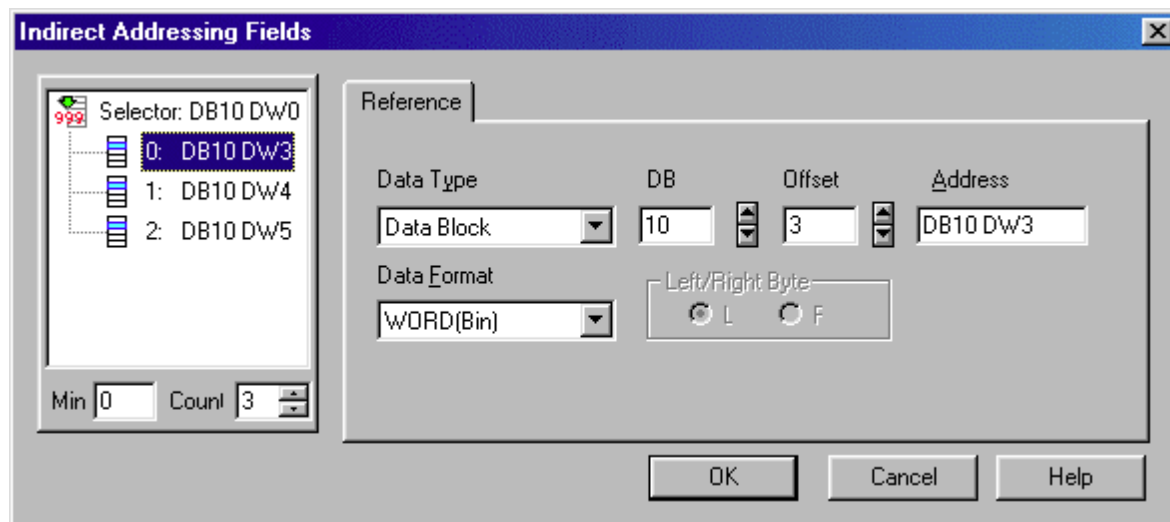 Indirect Addressing Fields
999
Selector: DB10 DW0
0: DB10 DW3
1: DB10 DW4
2: DB10 DW5
Min 0 Count 3
Reference
Data Type DB Offset Address
Data Block 10 3 DB10 DW3
Data Format Left/Right Byte
WORD(Bin) L F
OK Cancel Help